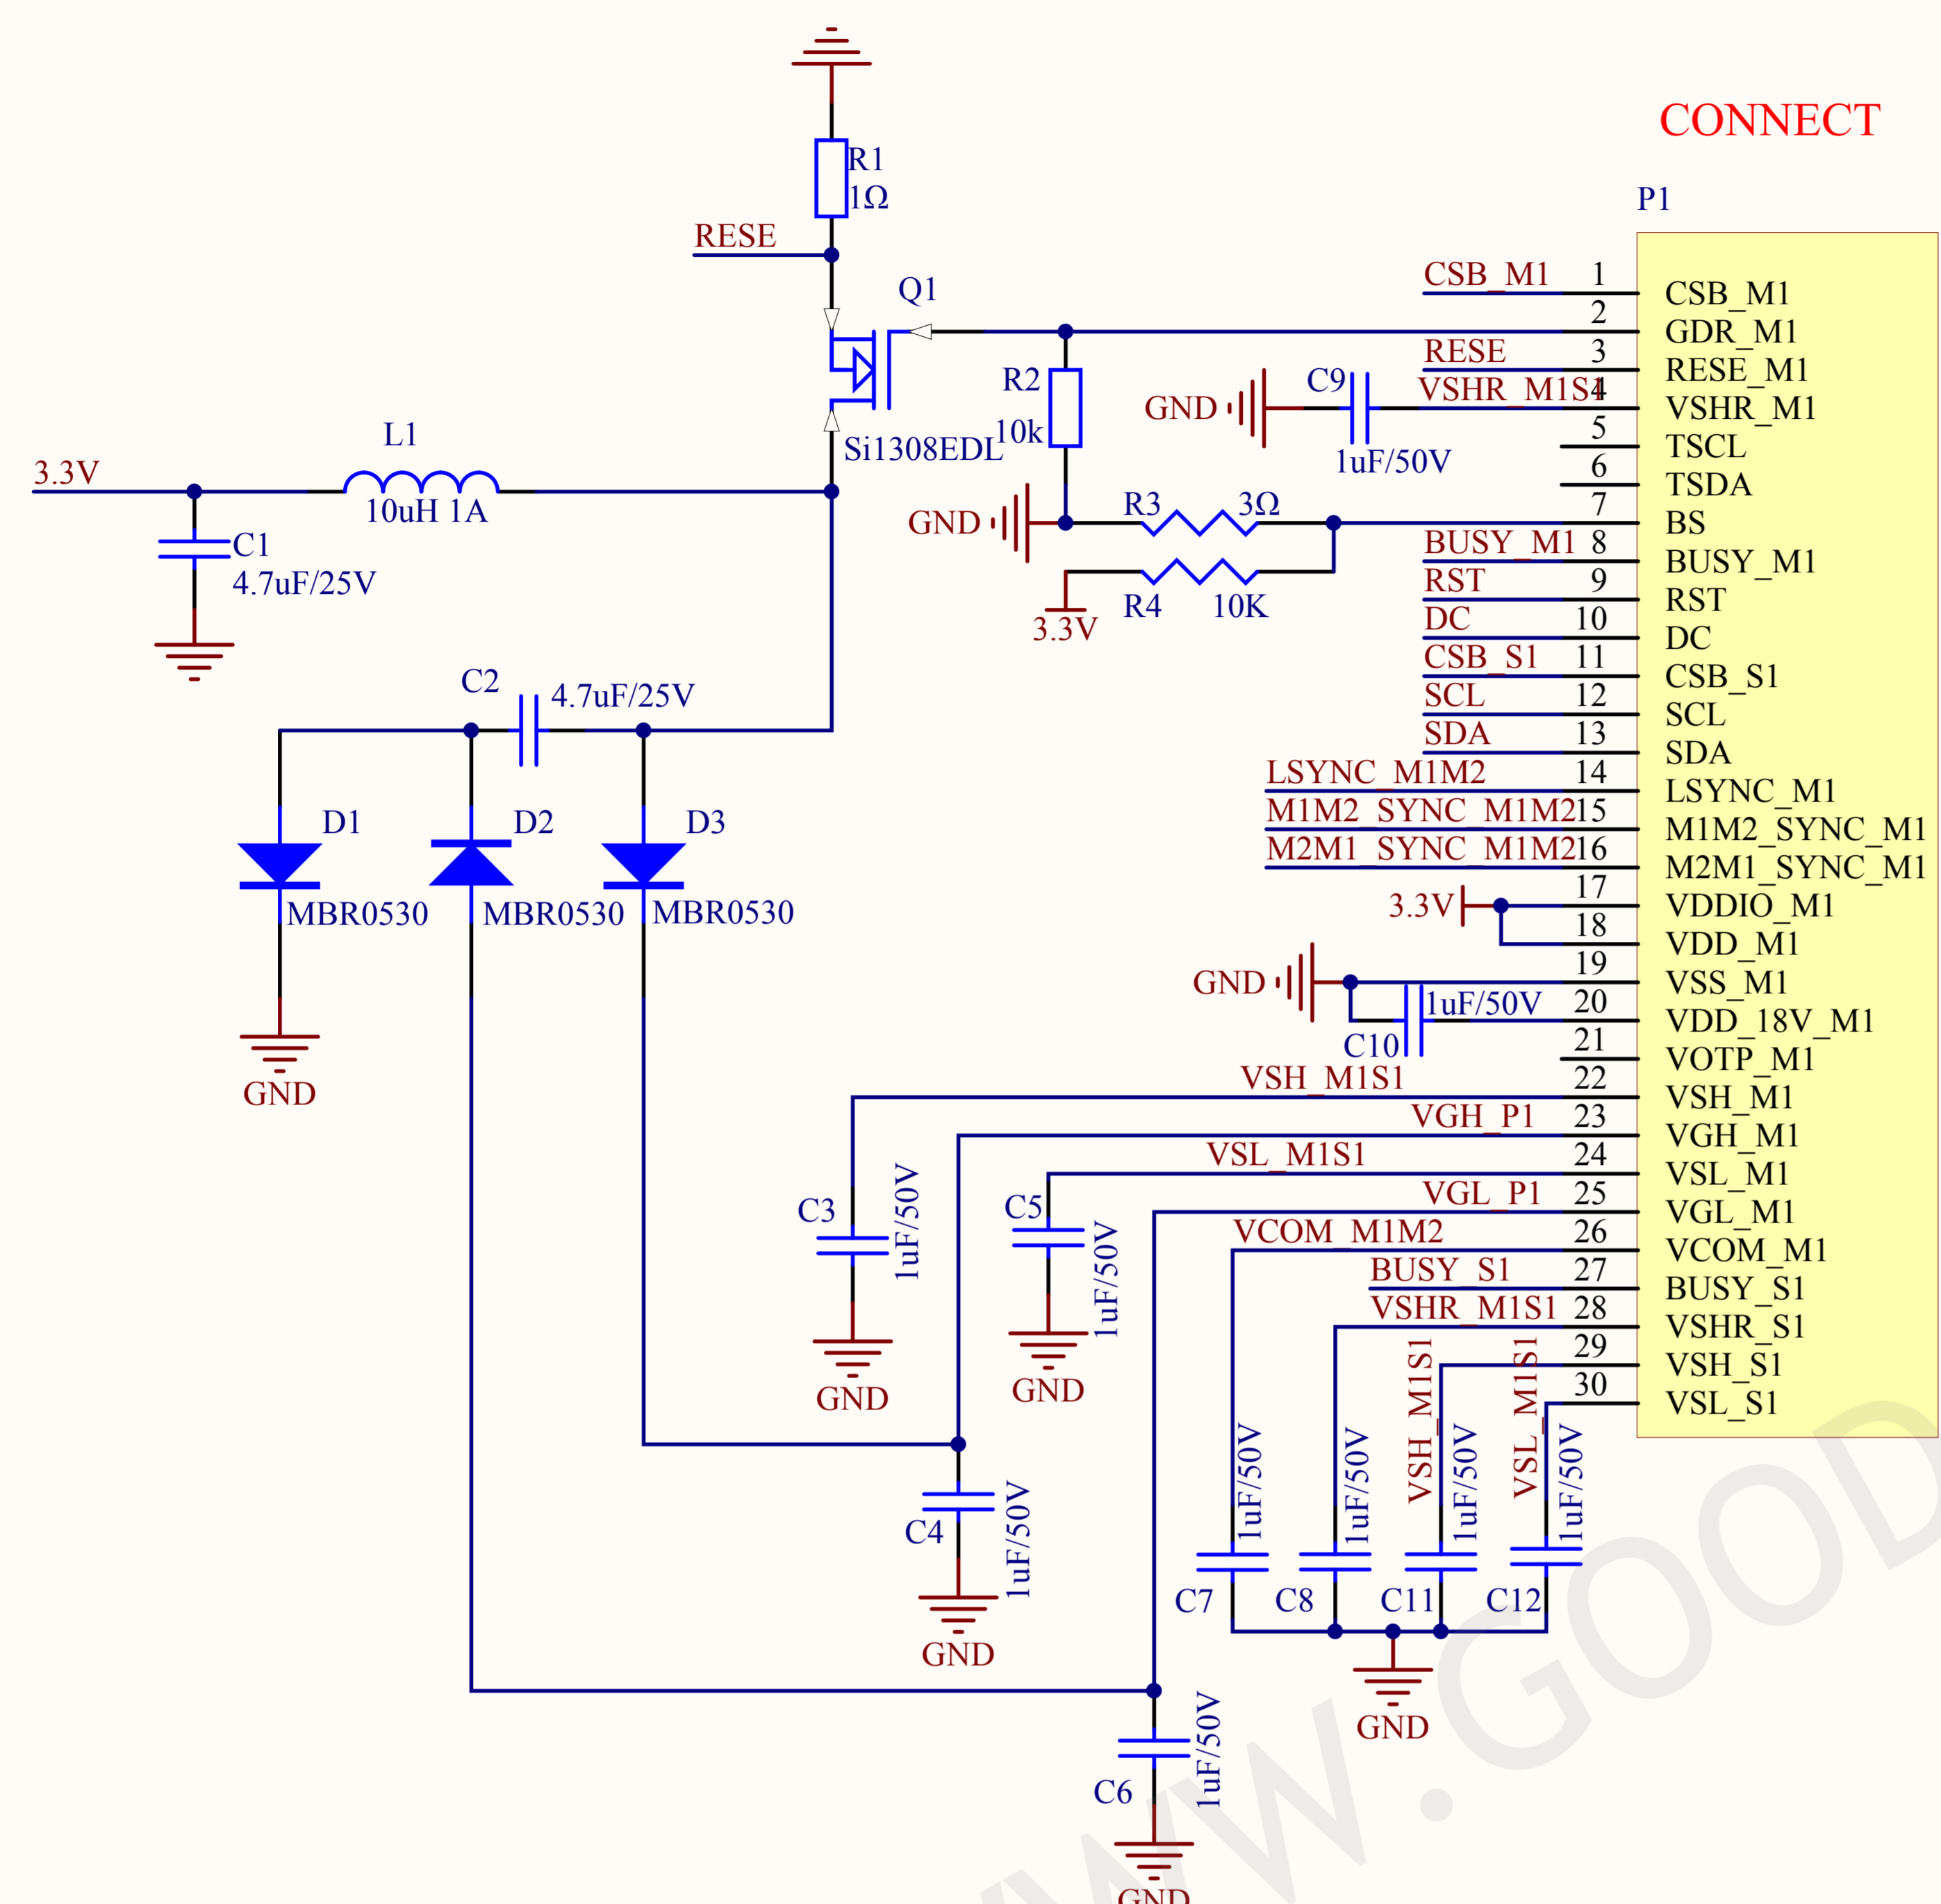 CONNECT
P1
R1
1Ω
RESE
Q1
Si1308EDL
R2
10k
C9
1uF/50V
GND
L1
10uH 1A
3.3V
C1
4.7uF/25V
GND
R3
3Ω
R4
10K
3.3V
C2
4.7uF/25V
D1
MBR0530
D2
MBR0530
D3
MBR0530
GND
CSB_M1 1 CSB_M1
2 GDR_M1
RESE 3 RESE_M1
VSHR_M1S1 4 VSHR_M1
5 TSCL
6 TSDA
7 BS
BUSY_M1 8 BUSY_M1
RST 9 RST
DC 10 DC
CSB_S1 11 CSB_S1
SCL 12 SCL
SDA 13 SDA
LSYNC_M1M2 14 LSYNC_M1
M1M2_SYNC_M1M2 15 M1M2_SYNC_M1
M2M1_SYNC_M1M2 16 M2M1_SYNC_M1
3.3V 17 VDDIO_M1
18 VDD_M1
GND 19 VSS_M1
1uF/50V 20 VDD_18V_M1
C10
21 VOTP_M1
VSH_M1S1 22 VSH_M1
VGH_P1 23 VGH_M1
VSL_M1S1 24 VSL_M1
VGL_P1 25 VGL_M1
VCOM_M1M2 26 VCOM_M1
BUSY_S1 27 BUSY_S1
VSHR_M1S1 28 VSHR_S1
VSH_M1S1 29 VSH_S1
VSL_M1S1 30 VSL_S1
C3
1uF/50V
GND
C5
1uF/50V
GND
C4
1uF/50V
GND
C7
1uF/50V
C8
1uF/50V
C11
1uF/50V
C12
1uF/50V
GND
C6
1uF/50V
GND